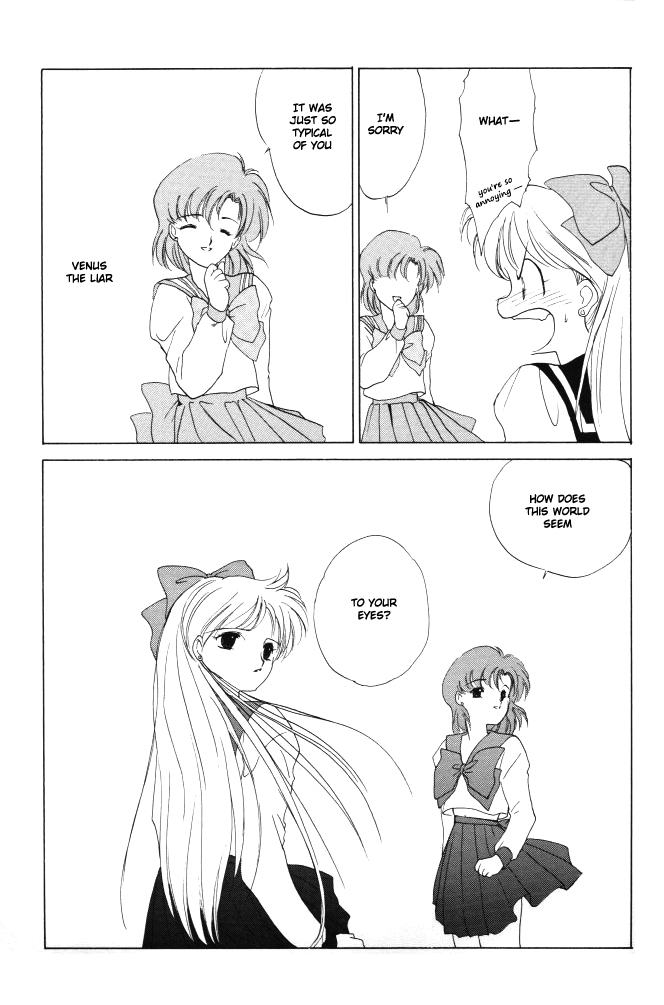 WHAT—
you're so
annoying—
I'M
SORRY
IT WAS
JUST SO
TYPICAL
OF YOU
VENUS
THE LIAR
HOW DOES
THIS WORLD
SEEM
TO YOUR
EYES?